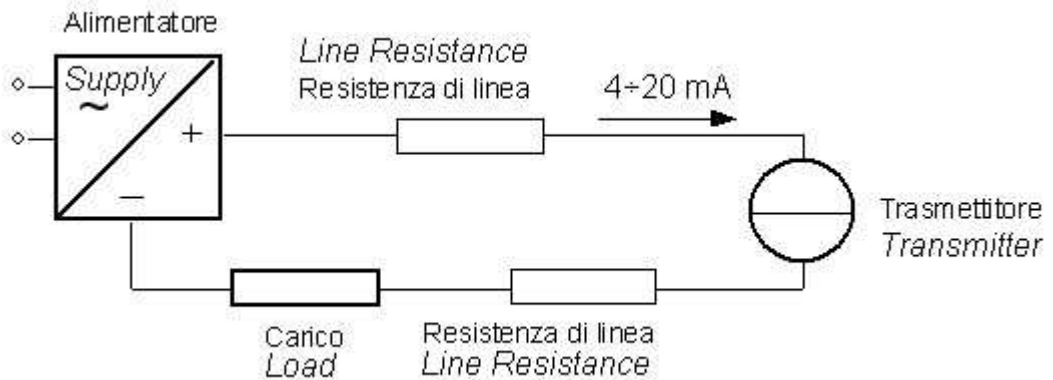 Alimentatore
Supply
~
+
—
Line Resistance
Resistenza di linea
4÷20 mA
Trasmettitore
Transmitter
Carico
Load
Resistenza di linea
Line Resistance